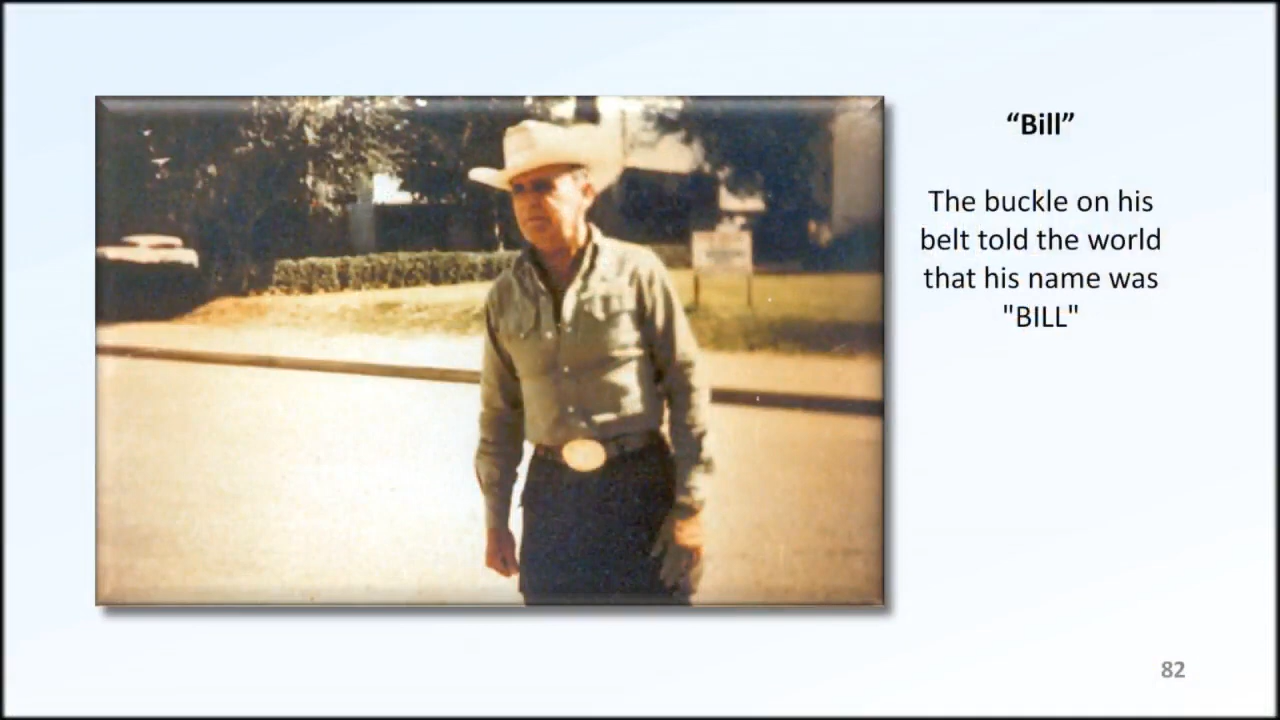 “Bill”
The buckle on his
belt told the world
that his name was
"BILL"
82